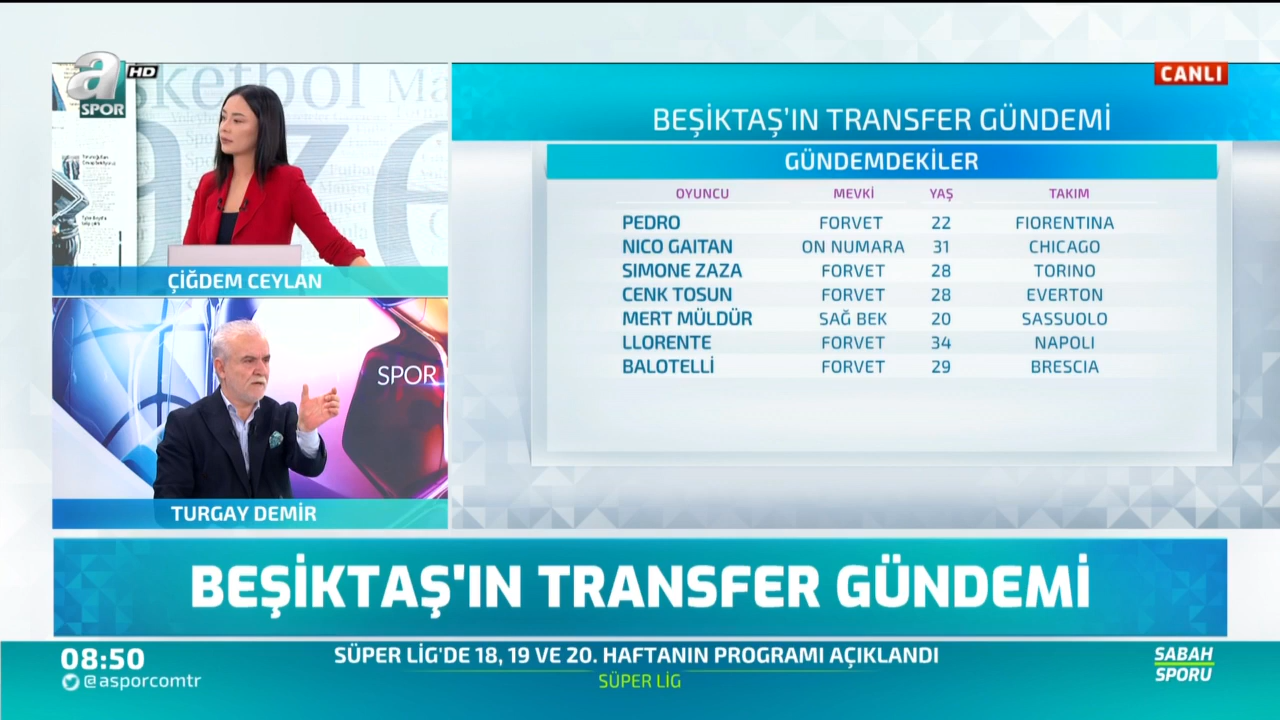 a HD
SPOR
CANLI
BEŞİKTAŞ'IN TRANSFER GÜNDEMİ
GÜNDEMDEKİLER
OYUNCU MEVKİ YAŞ TAKIM
PEDRO FORVET 22 FIORENTINA
NICO GAITAN ON NUMARA 31 CHICAGO
SIMONE ZAZA FORVET 28 TORINO
CENK TOSUN FORVET 28 EVERTON
MERT MÜLDÜR SAĞ BEK 20 SASSUOLO
LLORENTE FORVET 34 NAPOLI
BALOTELLİ FORVET 29 BRESCIA
sketbol
ÇİĞDEM CEYLAN
SPOR
TURGAY DEMİR
BEŞİKTAŞ'IN TRANSFER GÜNDEMİ
08:50
@asporcomtr
SÜPER LİG'DE 18, 19 VE 20. HAFTANIN PROGRAMI AÇIKLANDI
SÜPER LİG
SABAH
SPORU